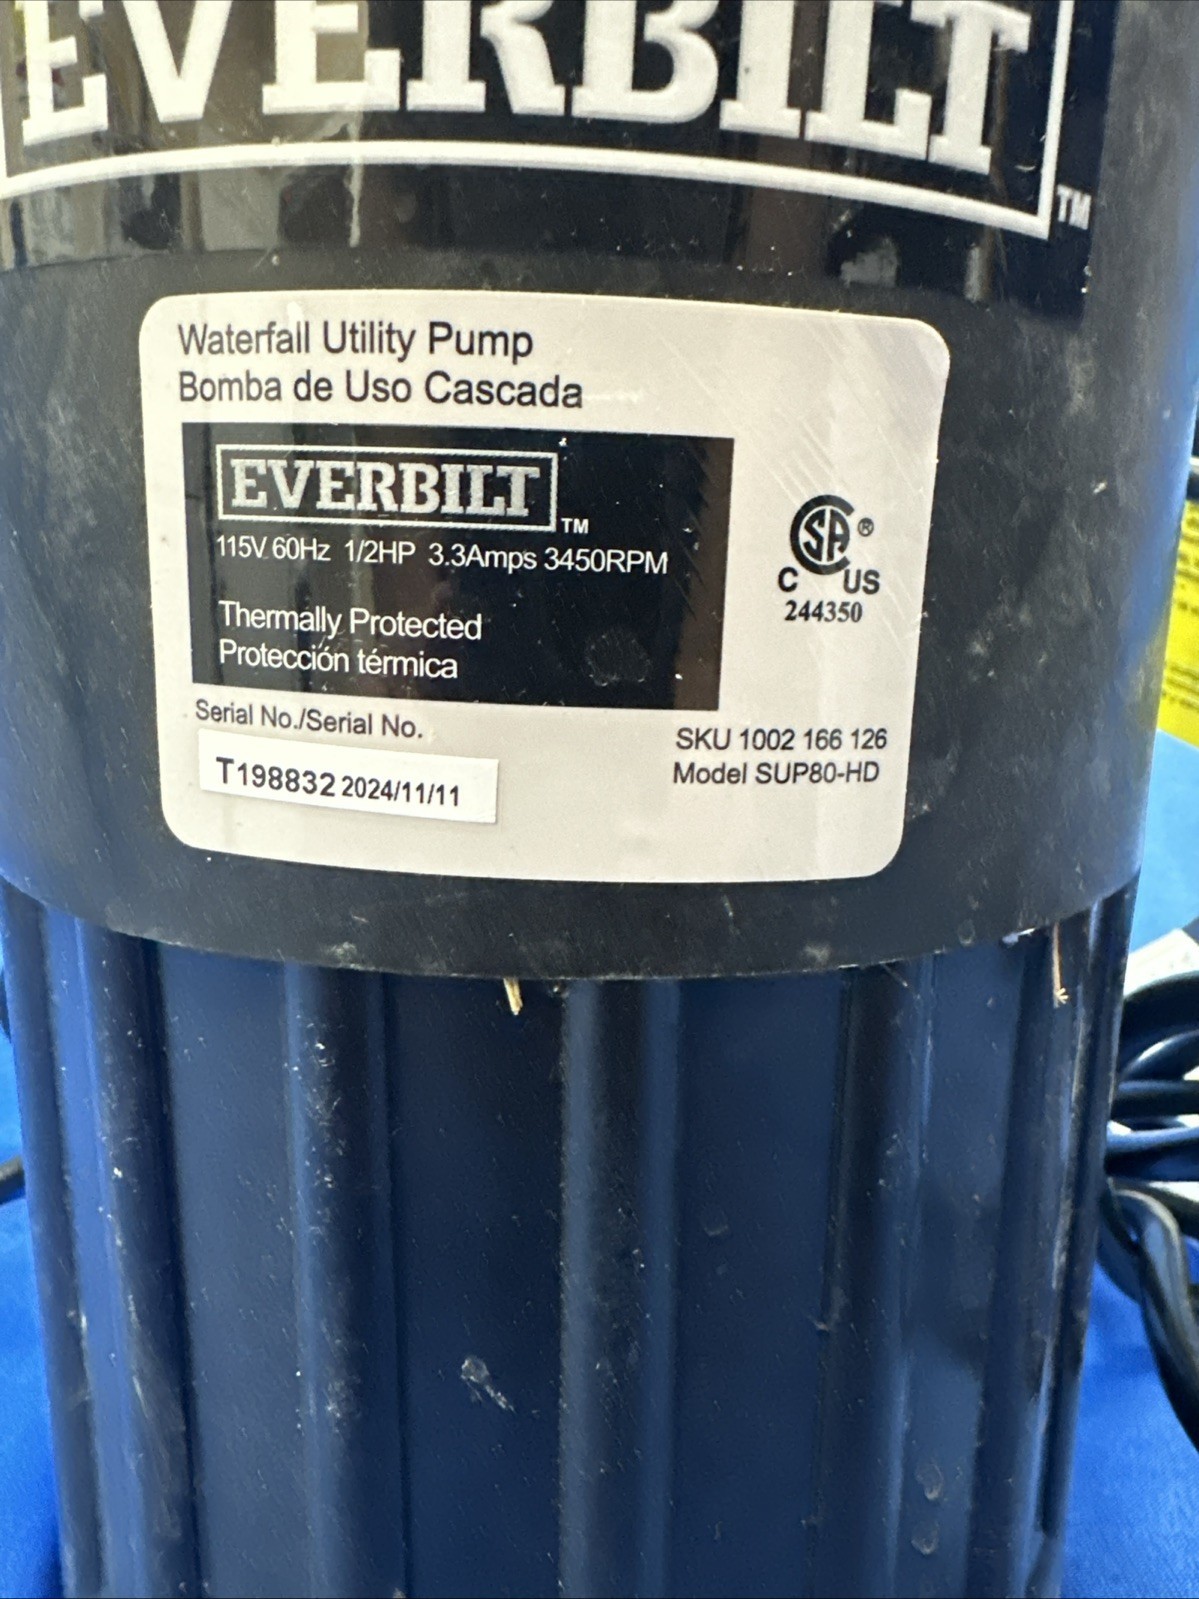 EVERBILT
TM
Waterfall Utility Pump
Bomba de Uso Cascada
EVERBILT
TM
115V 60Hz 1/2HP 3.3Amps 3450RPM
Thermally Protected
Protección térmica
SA ®
C US
244350
Serial No./Serial No.
T198832 2024/11/11
SKU 1002 166 126
Model SUP80-HD